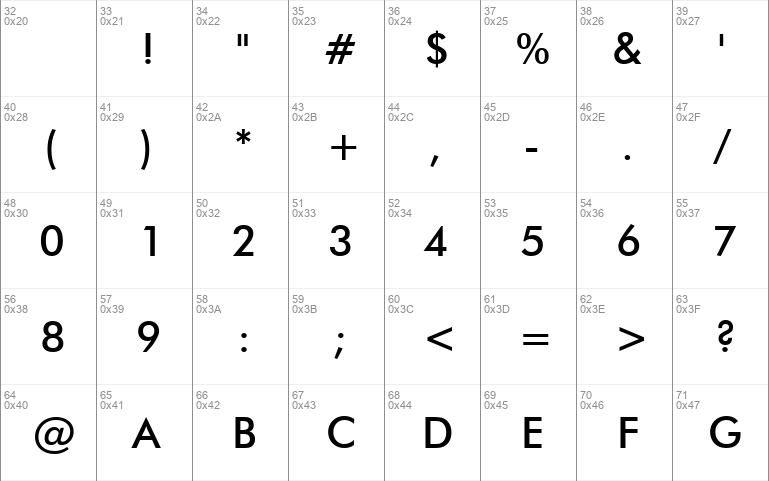 32 33 34 35 36 37 38 39
0x20 0x21 0x22 0x23 0x24 0x25 0x26 0x27
! " # $ % & '
40 41 42 43 44 45 46 47
0x28 0x29 0x2A 0x2B 0x2C 0x2D 0x2E 0x2F
( ) * + , - . /
48 49 50 51 52 53 54 55
0x30 0x31 0x32 0x33 0x34 0x35 0x36 0x37
0 1 2 3 4 5 6 7
56 57 58 59 60 61 62 63
0x38 0x39 0x3A 0x3B 0x3C 0x3D 0x3E 0x3F
8 9 : ; < = > ?
64 65 66 67 68 69 70 71
0x40 0x41 0x42 0x43 0x44 0x45 0x46 0x47
@ A B C D E F G